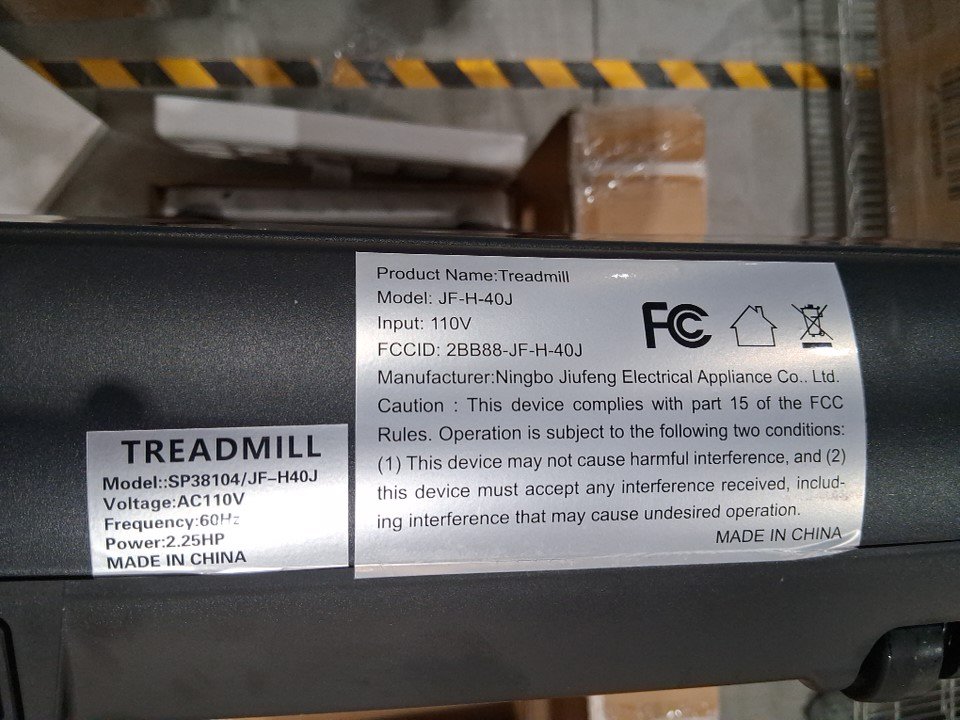 Product Name:Treadmill
Model: JF-H-40J
Input: 110V
FCCID: 2BB88-JF-H-40J
FC
Manufacturer:Ningbo Jiufeng Electrical Appliance Co.. Ltd.
Caution : This device complies with part 15 of the FCC
Rules. Operation is subject to the following two conditions:
(1) This device may not cause harmful interference, and (2)
this device must accept any interference received, includ-
ing interference that may cause undesired operation.
MADE IN CHINA
TREADMILL
Model::SP38104/JF-H40J
Voltage:AC110V
Frequency:60Hz
Power:2.25HP
MADE IN CHINA